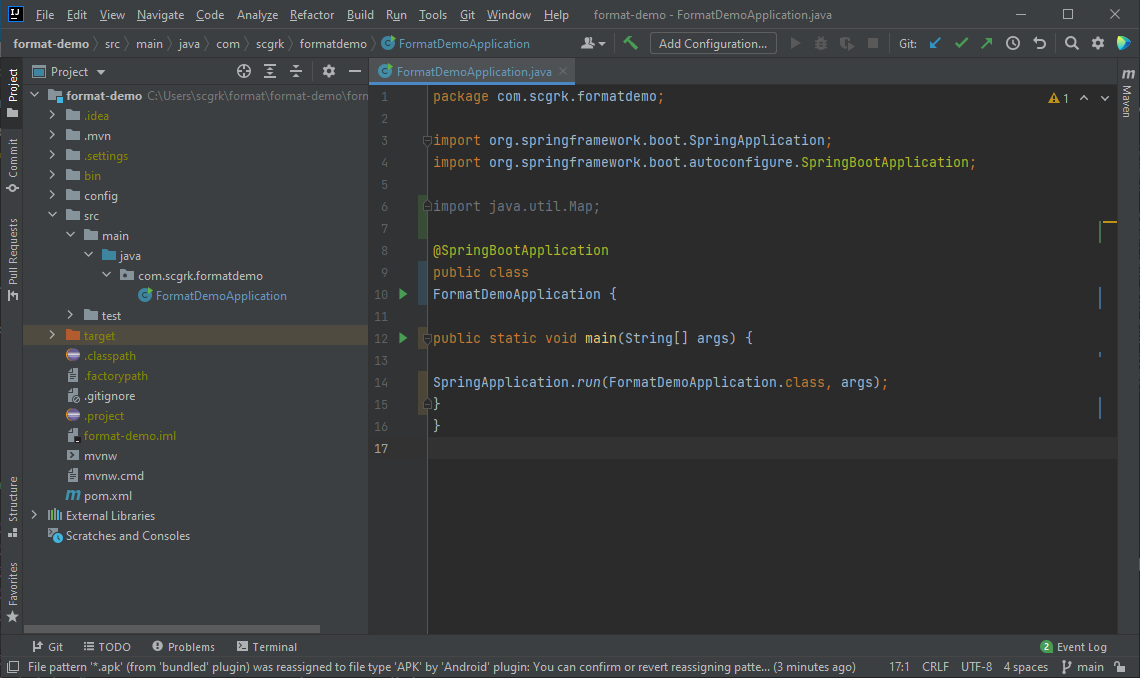 File Edit View Navigate Code Analyze Refactor Build Run Tools Git Window Help format-demo - FormatDemoApplication.java
format-demo src main java com scgrk formatdemo FormatDemoApplication Add Configuration... Git:
Project
FormatDemoApplication.java
Project
Commit
Pull Requests
Structure
Favorites
format-demo C:\Users\scgrk\format\format-demo\forn
.idea
.mvn
.settings
bin
config
src
main
java
com.scgrk.formatdemo
FormatDemoApplication
test
target
.classpath
.factorypath
.gitignore
.project
format-demo.iml
mvnw
mvnw.cmd
pom.xml
External Libraries
Scratches and Consoles
1 package com.scgrk.formatdemo;
2
3 import org.springframework.boot.SpringApplication;
4 import org.springframework.boot.autoconfigure.SpringBootApplication;
5
6 import java.util.Map;
7
8 @SpringBootApplication
9 public class
10 FormatDemoApplication {
11
12 public static void main(String[] args) {
13
14 SpringApplication.run(FormatDemoApplication.class, args);
15 }
16 }
17
1
Maven
Git TODO Problems Terminal 2 Event Log
File pattern '*.apk' (from 'bundled' plugin) was reassigned to file type 'APK' by 'Android' plugin: You can confirm or revert reassigning patte... (3 minutes ago) 17:1 CRLF UTF-8 4 spaces main